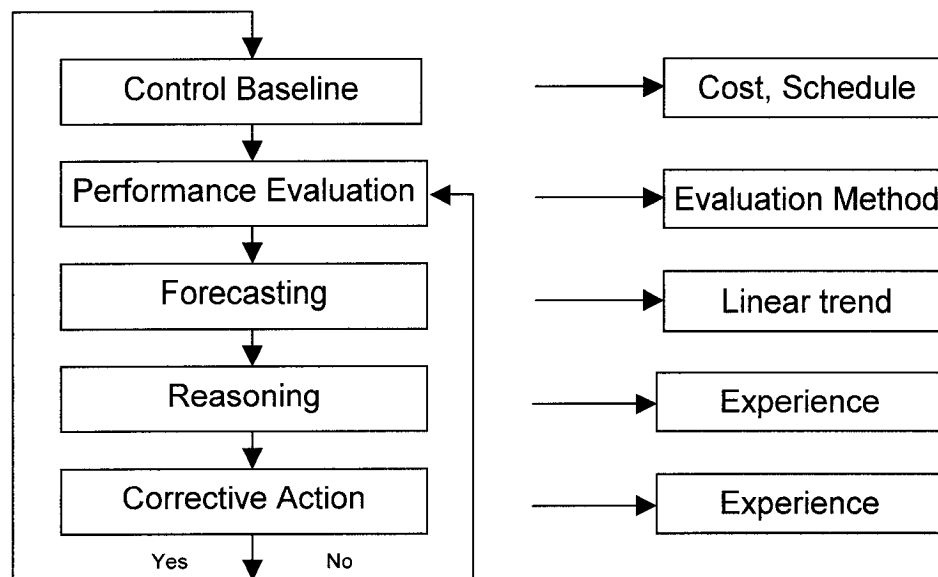 Control Baseline
Cost, Schedule
Performance Evaluation
Evaluation Method
Forecasting
Linear trend
Reasoning
Experience
Corrective Action
Experience
Yes
No